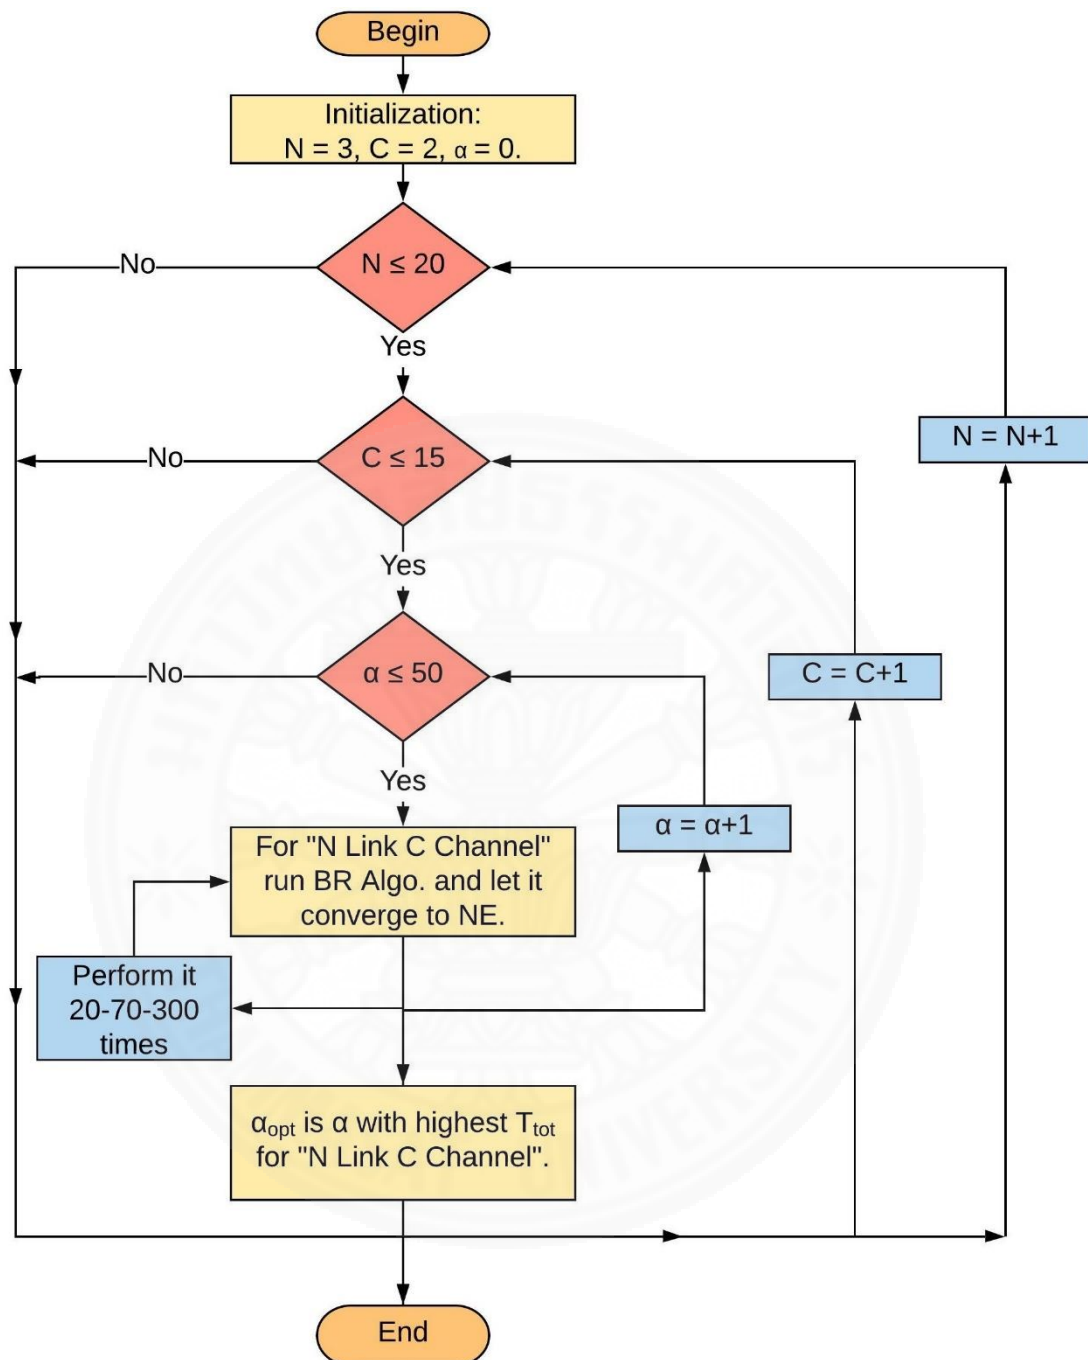 Begin
Initialization:
N = 3, C = 2, α = 0.
N ≤ 20
No
Yes
N = N+1
C ≤ 15
No
Yes
C = C+1
α ≤ 50
No
Yes
α = α+1
For "N Link C Channel"
run BR Algo. and let it
converge to NE.
Perform it
20-70-300
times
αopt is α with highest Ttot
for "N Link C Channel".
End